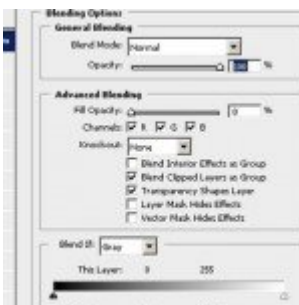 Blending Options
General Blending
Blend Mode: Normal
Opacity: 100 %
Advanced Blending
Fill Opacity: 0 %
Channels: R G B
Knockout: None
Blend Interior Effects as Group
Blend Clipped Layers as Group
Transparency Shapes Layer
Layer Mask Hides Effects
Vector Mask Hides Effects
Blend If: Gray
This Layer: 0 255